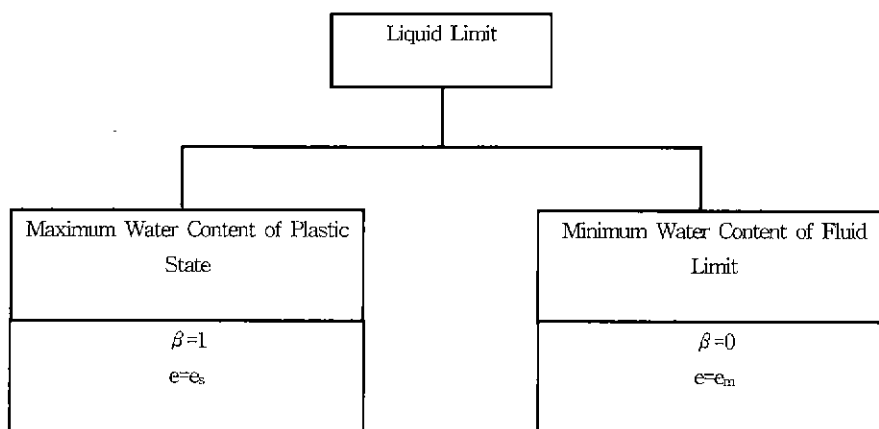 Liquid Limit
Maximum Water Content of Plastic
State
β=1
e=eₛ
Minimum Water Content of Fluid
Limit
β=0
e=eₘ